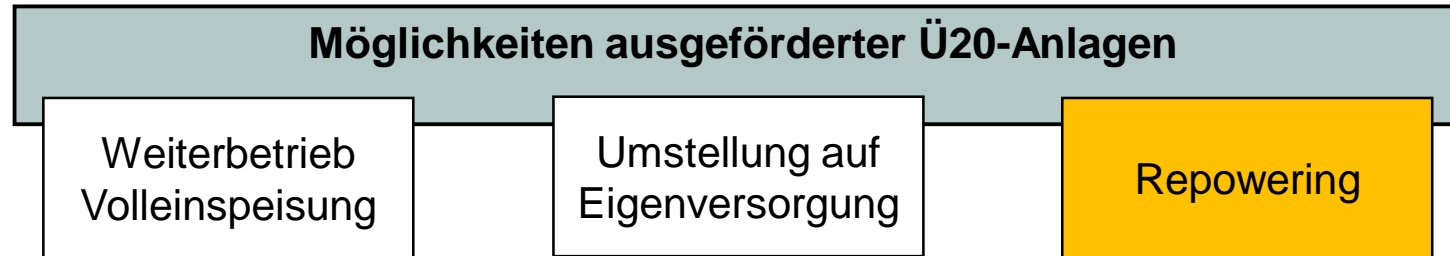 Möglichkeiten ausgeförderter Ü20-Anlagen
Weiterbetrieb
Volleinspeisung
Umstellung auf
Eigenversorgung
Repowering